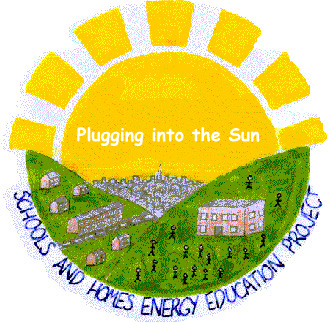 Plugging into the Sun
SCHOOLS AND HOMES ENERGY EDUCATION PROJECT